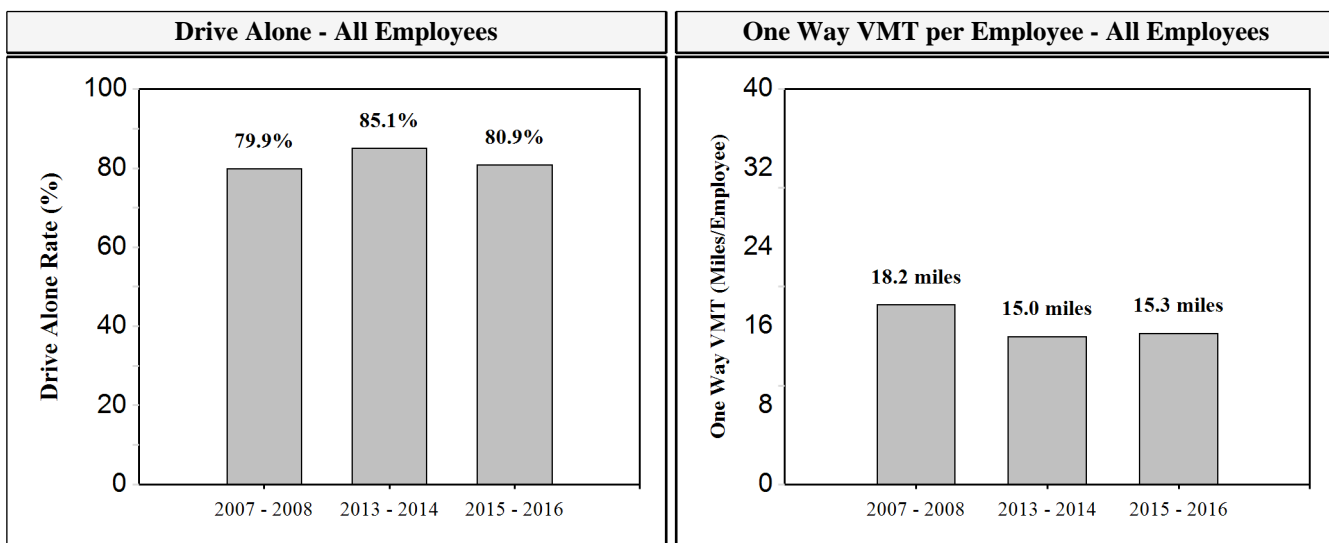 Drive Alone - All Employees
One Way VMT per Employee - All Employees
Drive Alone Rate (%)
100
80
60
40
20
0
79.9%
85.1%
80.9%
2007 - 2008
2013 - 2014
2015 - 2016
One Way VMT (Miles/Employee)
40
32
24
16
8
0
18.2 miles
15.0 miles
15.3 miles
2007 - 2008
2013 - 2014
2015 - 2016